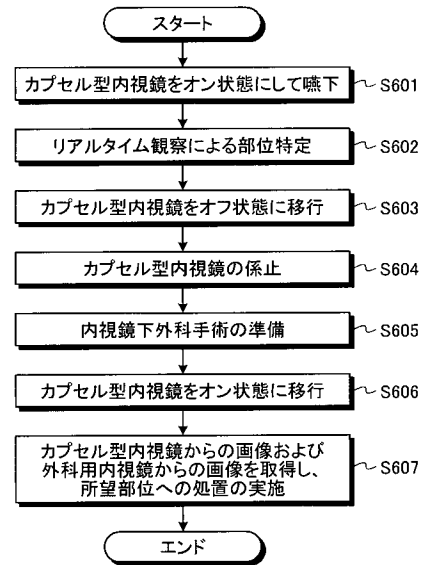 スタート
カプセル型内視鏡をオン状態にして嚥下
S601
リアルタイム観察による部位特定
S602
カプセル型内視鏡をオフ状態に移行
S603
カプセル型内視鏡の係止
S604
内視鏡下外科手術の準備
S605
カプセル型内視鏡をオン状態に移行
S606
カプセル型内視鏡からの画像および
外科用内視鏡からの画像を取得し、
所望部位への処置の実施
S607
エンド